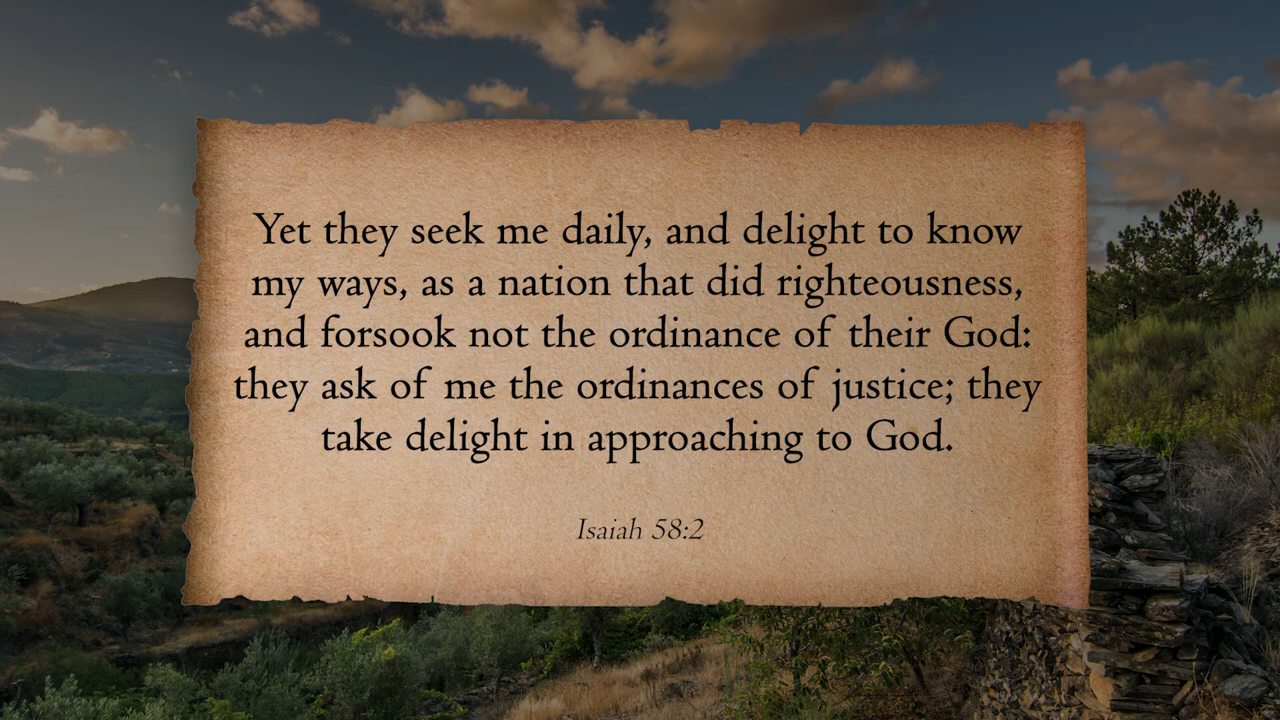 Yet they seek me daily, and delight to know
my ways, as a nation that did righteousness,
and forsook not the ordinance of their God:
they ask of me the ordinances of justice; they
take delight in approaching to God.
Isaiah 58:2